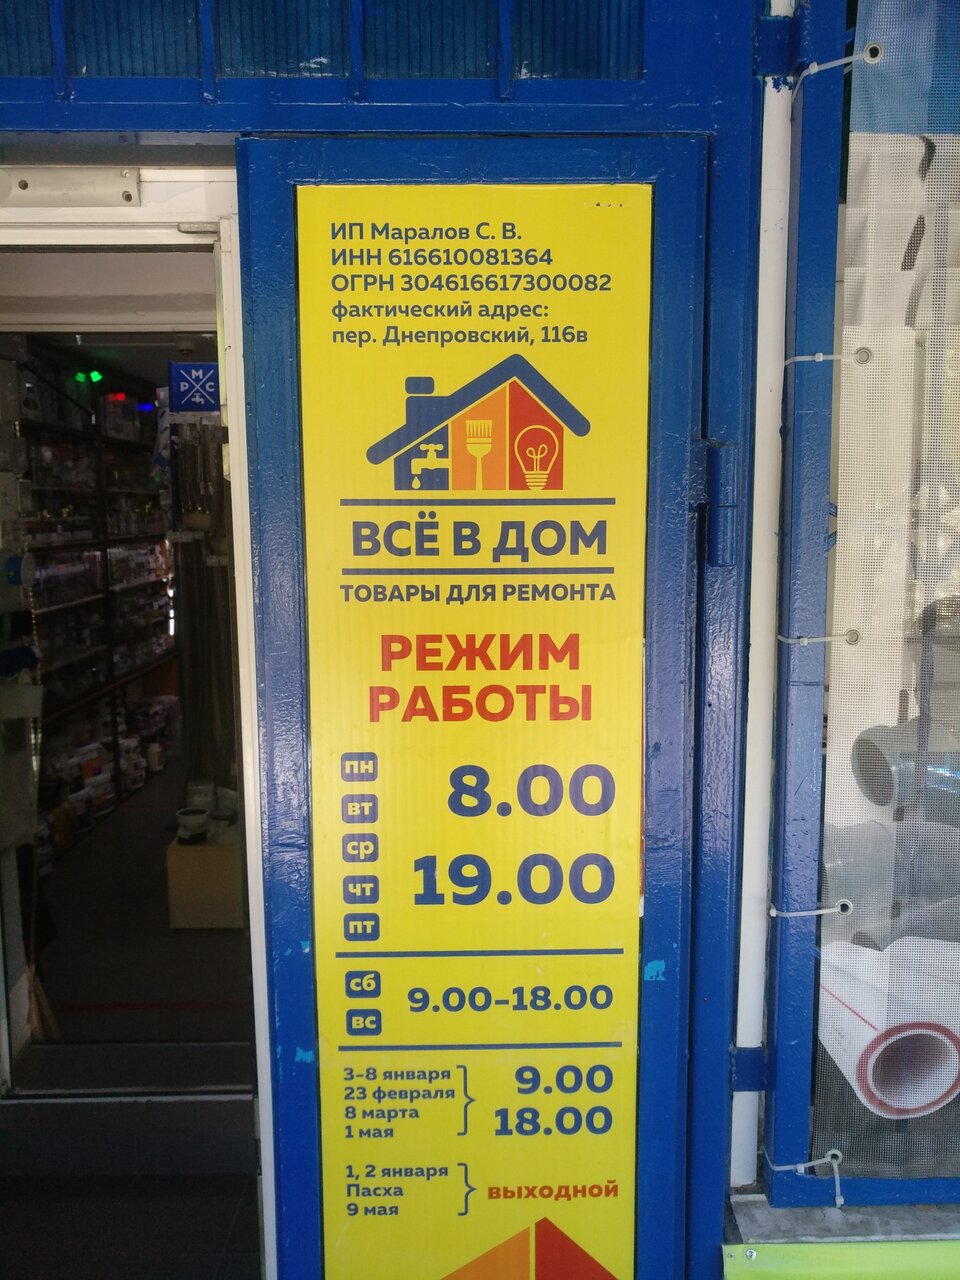 ИП Маралов С. В.
ИНН 616610081364
ОГРН 304616617300082
фактический адрес:
пер. Днепровский, 116в
М
Р С
ВСЁ В ДОМ
ТОВАРЫ ДЛЯ РЕМОНТА
РЕЖИМ
РАБОТЫ
пн
вт
ср
чт
пт
8.00
19.00
сб
вс
9.00-18.00
3-8 января
23 февраля
8 марта
1 мая
9.00
18.00
1, 2 января
Пасха
9 мая
выходной